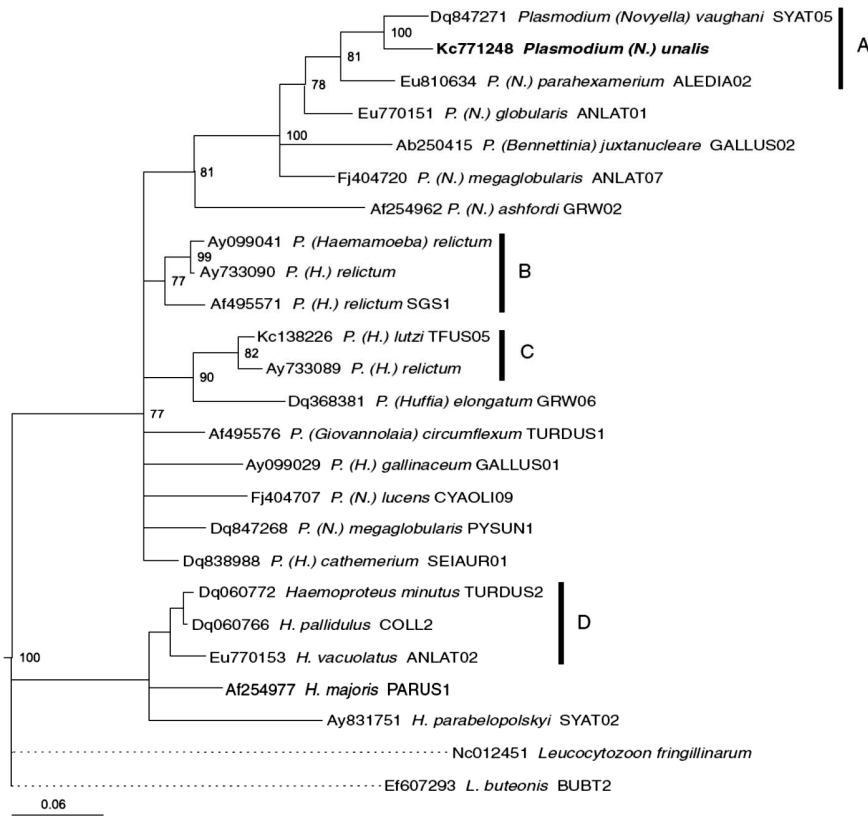 Dq847271 Plasmodium (Novyella) vaughani SYAT05
100
A
Kc771248 Plasmodium (N.) unalis
81
Eu810634 P. (N.) parahexamerium ALEDIA02
78
Eu770151 P. (N.) globularis ANLAT01
100
Ab250415 P. (Bennettinia) juxtanucleare GALLUS02
81
Fj404720 P. (N.) megaglobularis ANLAT07
Af254962 P. (N.) ashfordi GRW02
Ay099041 P. (Haemamoeba) relictum
99
Ay733090 P. (H.) relictum
B
77
Af495571 P. (H.) relictum SGS1
Kc138226 P. (H.) lutzi TFUS05
82
C
Ay733089 P. (H.) relictum
90
Dq368381 P. (Huffia) elongatum GRW06
77
Af495576 P. (Giovannolaia) circumflexum TURDUS1
Ay099029 P. (H.) gallinaceum GALLUS01
Fj404707 P. (N.) lucens CYAOLI09
Dq847268 P. (N.) megaglobularis PYSUN1
Dq838988 P. (H.) cathemerium SEIAUR01
Dq060772 Haemoproteus minutus TURDUS2
Dq060766 H. pallidulus COLL2
D
Eu770153 H. vacuolatus ANLAT02
100
Af254977 H. majoris PARUS1
Ay831751 H. parabelopolskyi SYAT02
Nc012451 Leucocytozoon fringillinarum
Ef607293 L. buteonis BUBT2
0.06